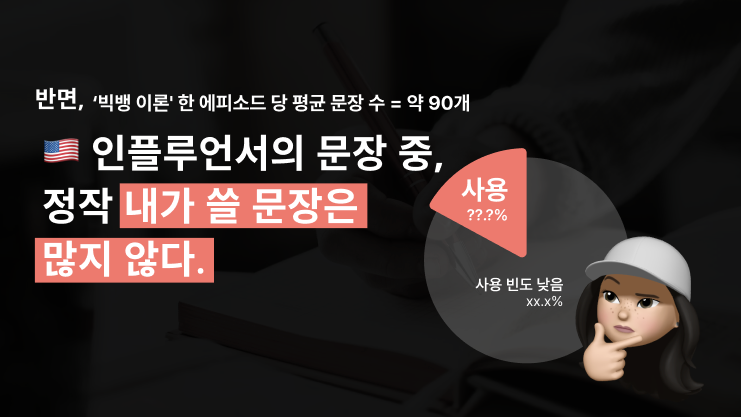 반면, ‘빅뱅 이론' 한 에피소드 당 평균 문장 수 = 약 90개
🇺🇸 인플루언서의 문장 중,
정작 내가 쓸 문장은
많지 않다.
사용
??.?%
사용 빈도 낮음
xx.x%